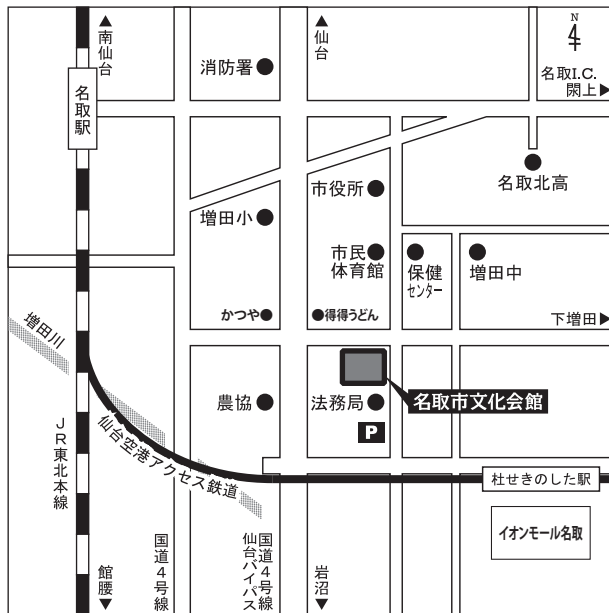 ▲南仙台
▲仙台
N
4
消防署
名取I.C.
閖上▶
名取駅
名取北高
市役所
増田小
市民
体育館
保健
センター
増田中
かつや
得得うどん
下増田▶
増田川
名取市文化会館
農協
法務局
P
JR東北本線
仙台空港アクセス鉄道
杜せきのした駅
イオンモール名取
館腰▼
国道4号線
国道4号線
仙台バイパス
岩沼▼